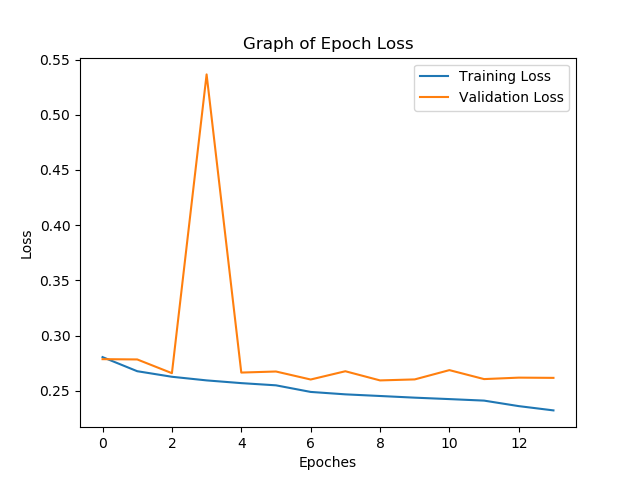 Graph of Epoch Loss
Training Loss
Validation Loss
0.55
0.50
0.45
0.40
0.35
0.30
0.25
Loss
0 2 4 6 8 10 12
Epoches